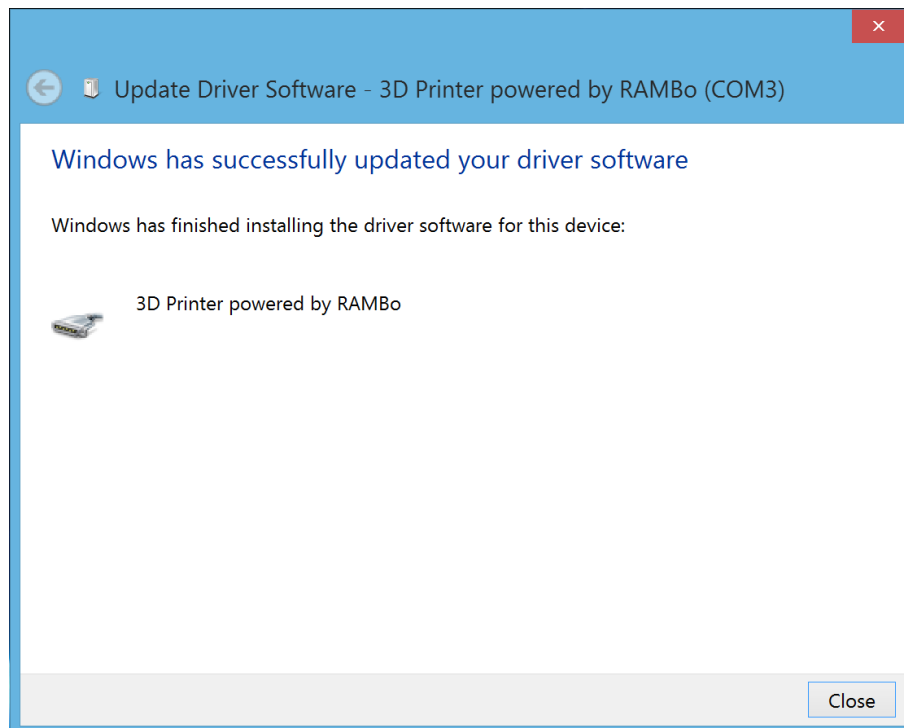 Update Driver Software - 3D Printer powered by RAMBo (COM3)
Windows has successfully updated your driver software
Windows has finished installing the driver software for this device:
3D Printer powered by RAMBo
Close